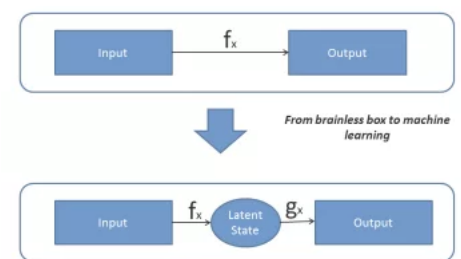 Input
fx
Output
From brainless box to machine
learning
Input
fx
Latent
State
gx
Output